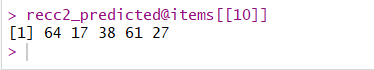 > recc2_predicted@items[[10]]
[1] 64 17 38 61 27
>